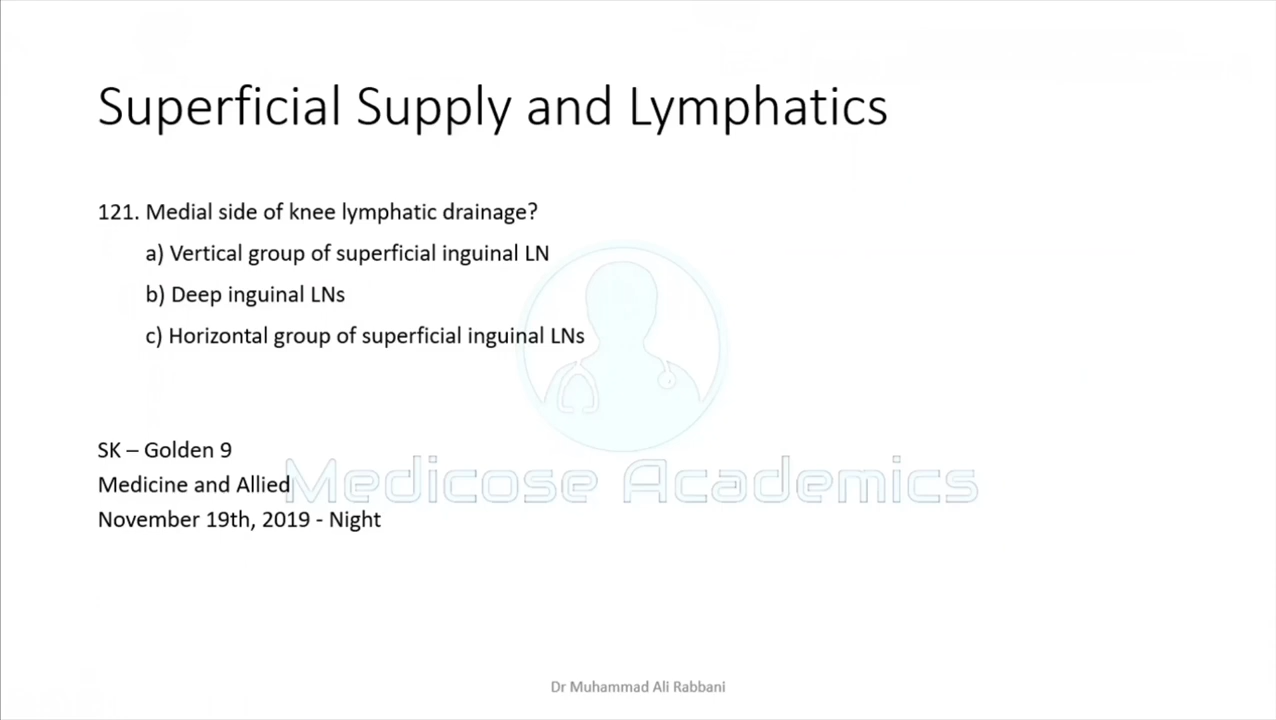 Superficial Supply and Lymphatics
121. Medial side of knee lymphatic drainage?
a) Vertical group of superficial inguinal LN
b) Deep inguinal LNs
c) Horizontal group of superficial inguinal LNs
SK – Golden 9
Medicine and Allied
November 19th, 2019 - Night
Medicose Academics
Dr Muhammad Ali Rabbani